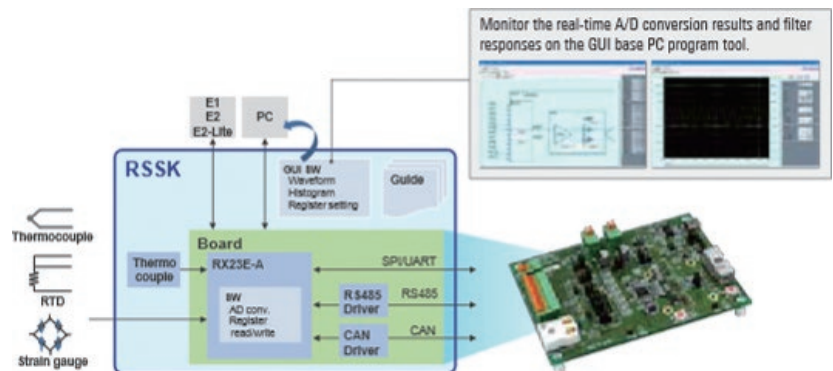 Monitor the real-time A/D conversion results and filter
responses on the GUI base PC program tool.
E1
E2
E2-Lite
PC
RSSK
GUI SW
Waveform
Histogram
Register setting
Guide
Thermocouple
RTD
Strain gauge
Board
Thermo
couple
RX23E-A
SW
AD conv.
Register
read/write
SPI/UART
RS485
Driver
RS485
CAN
Driver
CAN